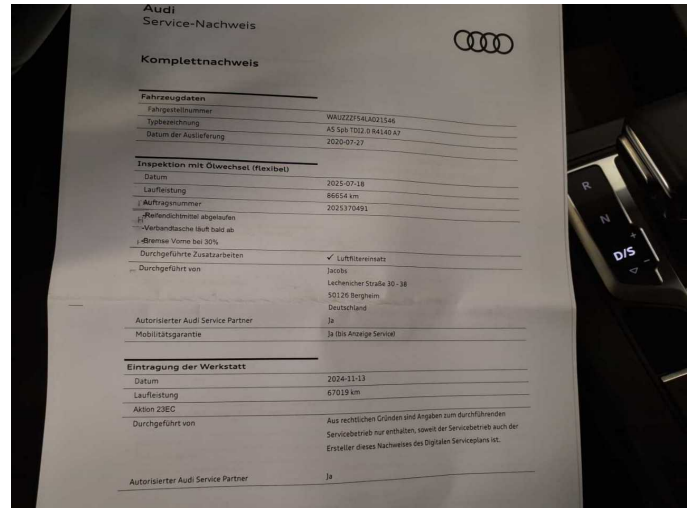 Audi
Service-Nachweis
Komplettnachweis
Fahrzeugdaten
Fahrgestellnummer WAUZZZF54LA021546
Typbezeichnung A5 Spb TDI2.0 R4140 A7
Datum der Auslieferung 2020-07-27
Inspektion mit Ölwechsel (flexibel)
Datum 2025-07-18
Laufleistung 86654 km
Auftragsnummer 2025370491
-Reifendichtmittel abgelaufen
-Verbandtasche läuft bald ab
-Bremse Vorne bei 30%
Durchgeführte Zusatzarbeiten ✓ Luftfiltereinsatz
Durchgeführt von Jacobs
Lechenicher Straße 30 - 38
50126 Bergheim
Deutschland
Autorisierter Audi Service Partner Ja
Mobilitätsgarantie Ja (bis Anzeige Service)
Eintragung der Werkstatt
Datum 2024-11-13
Laufleistung 67019 km
Aktion 23EC
Durchgeführt von Aus rechtlichen Gründen sind Angaben zum durchführenden
Servicebetrieb nur enthalten, soweit der Servicebetrieb auch der
Ersteller dieses Nachweises des Digitalen Serviceplans ist.
Autorisierter Audi Service Partner Ja
R
N
+
D/S
-